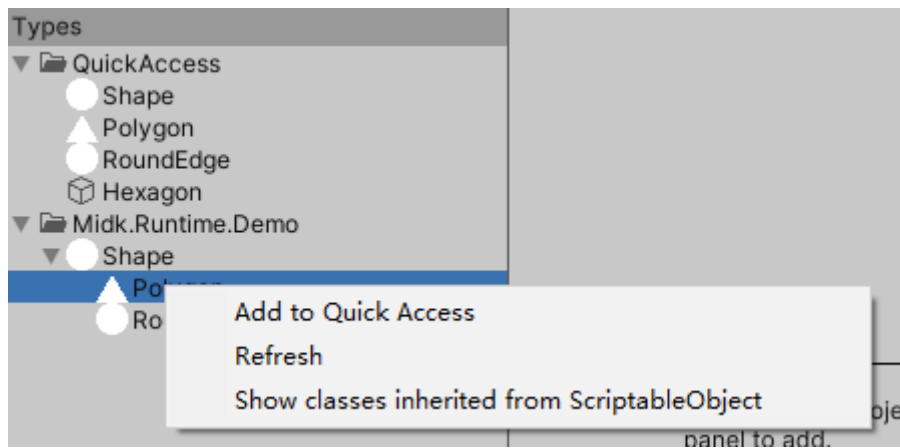 Types
QuickAccess
Shape
Polygon
RoundEdge
Hexagon
Midk.Runtime.Demo
Shape
Add to Quick Access
Refresh
Show classes inherited from ScriptableObject
panel to add.